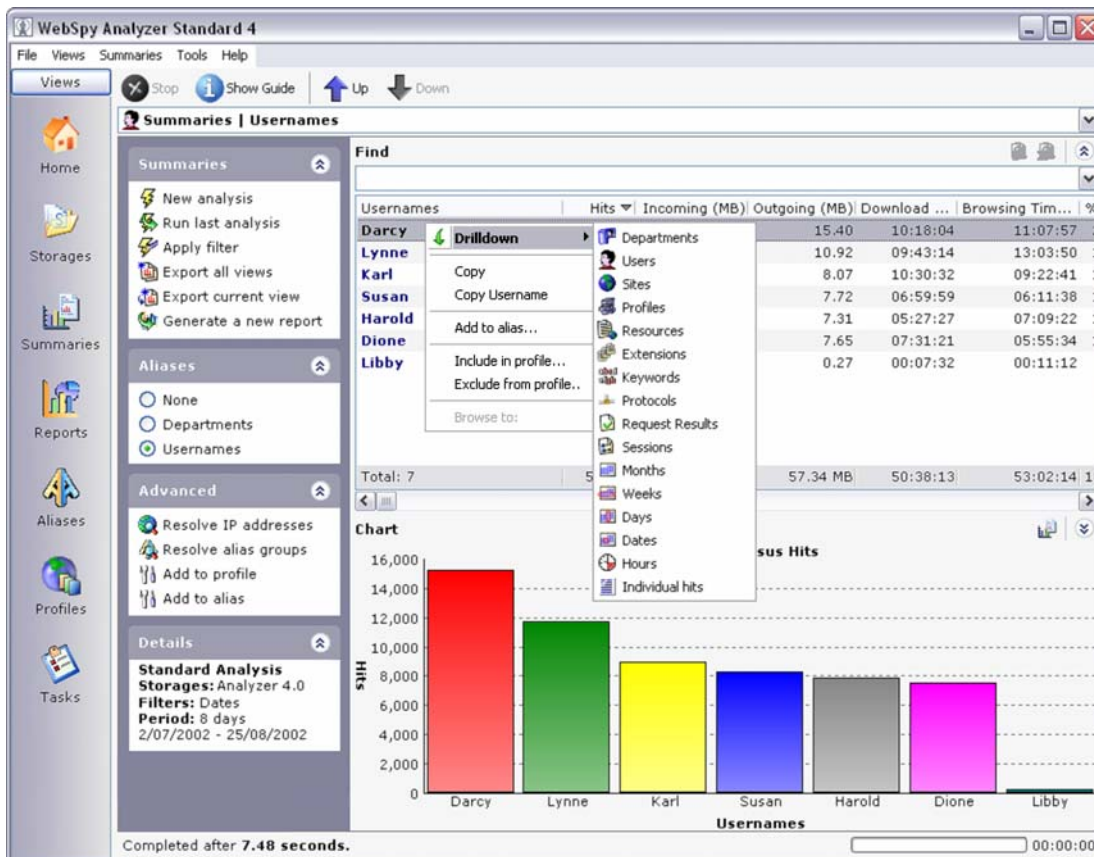 WebSpy Analyzer Standard 4
File Views Summaries Tools Help
Views
Stop Show Guide Up Down
Summaries | Usernames
Home
Storages
Summaries
Reports
Aliases
Profiles
Tasks
Summaries
New analysis
Run last analysis
Apply filter
Export all views
Export current view
Generate a new report
Aliases
None
Departments
Usernames
Advanced
Resolve IP addresses
Resolve alias groups
Add to profile
Add to alias
Details
Standard Analysis
Storages: Analyzer 4.0
Filters: Dates
Period: 8 days
2/07/2002 - 25/08/2002
Find
Usernames Hits Incoming (MB) Outgoing (MB) Download ... Browsing Tim... %
Darcy 15.40 10:18:04 11:07:57
Lynne 10.92 09:43:14 13:03:50
Karl 8.07 10:30:32 09:22:41
Susan 7.72 06:59:59 06:11:38
Harold 7.31 05:27:27 07:09:22
Dione 7.65 07:31:21 05:55:34
Libby 0.27 00:07:32 00:11:12
Total: 7 5 57.34 MB 50:38:13 53:02:14 1
Drilldown
Copy
Copy Username
Add to alias...
Include in profile...
Exclude from profile..
Browse to:
Departments
Users
Sites
Profiles
Resources
Extensions
Keywords
Protocols
Request Results
Sessions
Months
Weeks
Days
Dates
Hours
Individual hits
Chart
sus Hits
16,000
14,000
12,000
10,000
8,000
6,000
4,000
2,000
0
Hits
Darcy Lynne Karl Susan Harold Dione Libby
Usernames
Completed after 7.48 seconds.
00:00:00